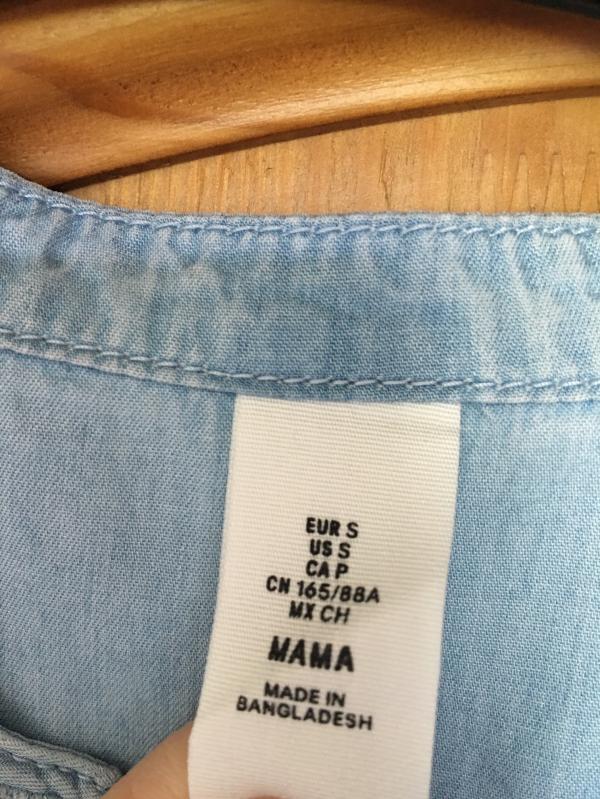 EUR S
US S
CA P
CN 165/88A
MX CH
MAMA
MADE IN
BANGLADESH